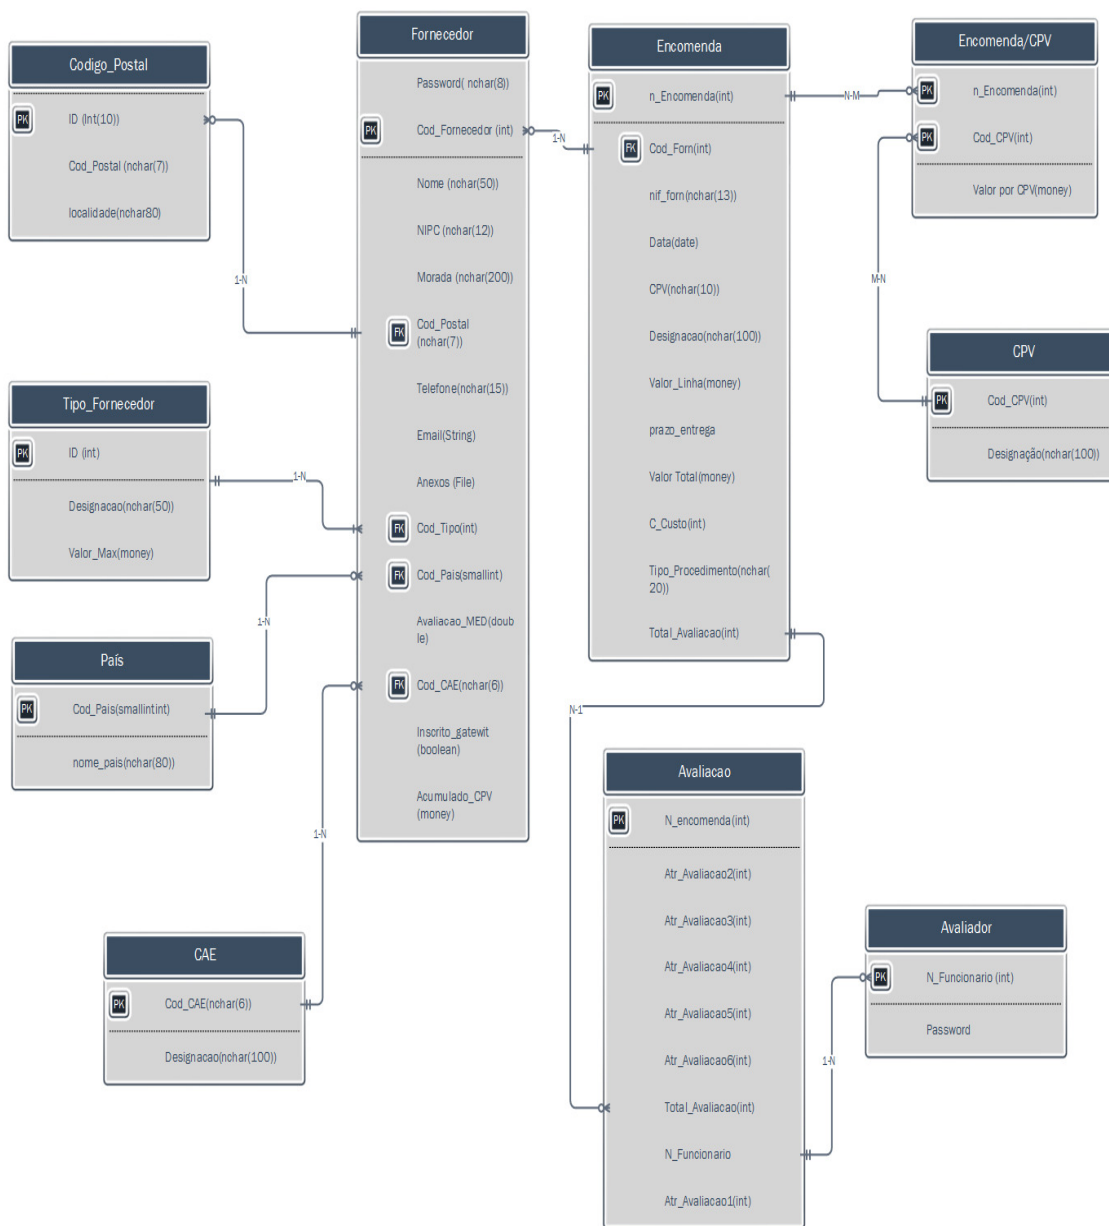 Codigo_Postal
PK
ID (Int(10))
Cod_Postal (nchar(7))
localidade(nchar80)
1-N
Tipo_Fornecedor
PK
ID (int)
Designacao(nchar(50))
Valor_Max(money)
1-N
País
PK
Cod_Pais(smallintint)
nome_pais(nchar(80))
1-N
CAE
PK
Cod_CAE(nchar(6))
Designacao(nchar(100))
1-N
Fornecedor
Password( nchar(8))
PK
Cod_Fornecedor (int)
Nome (nchar(50))
NIPC (nchar(12))
Morada (nchar(200))
FK
Cod_Postal
(nchar(7))
Telefone(nchar(15))
Email(String)
Anexos (File)
FK
Cod_Tipo(int)
FK
Cod_Pais(smallint)
Avaliacao_MED(doub
le)
FK
Cod_CAE(nchar(6))
Inscrito_gatewit
(boolean)
Acumulado_CPV
(money)
1-N
Encomenda
PK
n_Encomenda(int)
FK
Cod_Forn(int)
nif_forn(nchar(13))
Data(date)
CPV(nchar(10))
Designacao(nchar(100))
Valor_Linha(money)
prazo_entrega
Valor Total(money)
C_Custo(int)
Tipo_Procedimento(nchar(
20))
Total_Avaliacao(int)
N-M
Encomenda/CPV
PK
n_Encomenda(int)
PK
Cod_CPV(int)
Valor por CPV(money)
M-N
CPV
PK
Cod_CPV(int)
Designação(nchar(100))
N-1
Avaliacao
PK
N_encomenda(int)
Atr_Avaliacao2(int)
Atr_Avaliacao3(int)
Atr_Avaliacao4(int)
Atr_Avaliacao5(int)
Atr_Avaliacao6(int)
Total_Avaliacao(int)
N_Funcionario
Atr_Avaliacao1(int)
1-N
Avaliador
PK
N_Funcionario (int)
Password